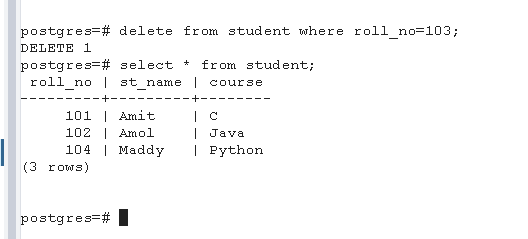 postgres=# delete from student where roll_no=103;
DELETE 1
postgres=# select * from student;
 roll_no | st_name | course
---------+---------+--------
     101 | Amit    | C
     102 | Amol    | Java
     104 | Maddy   | Python
(3 rows)
postgres=#